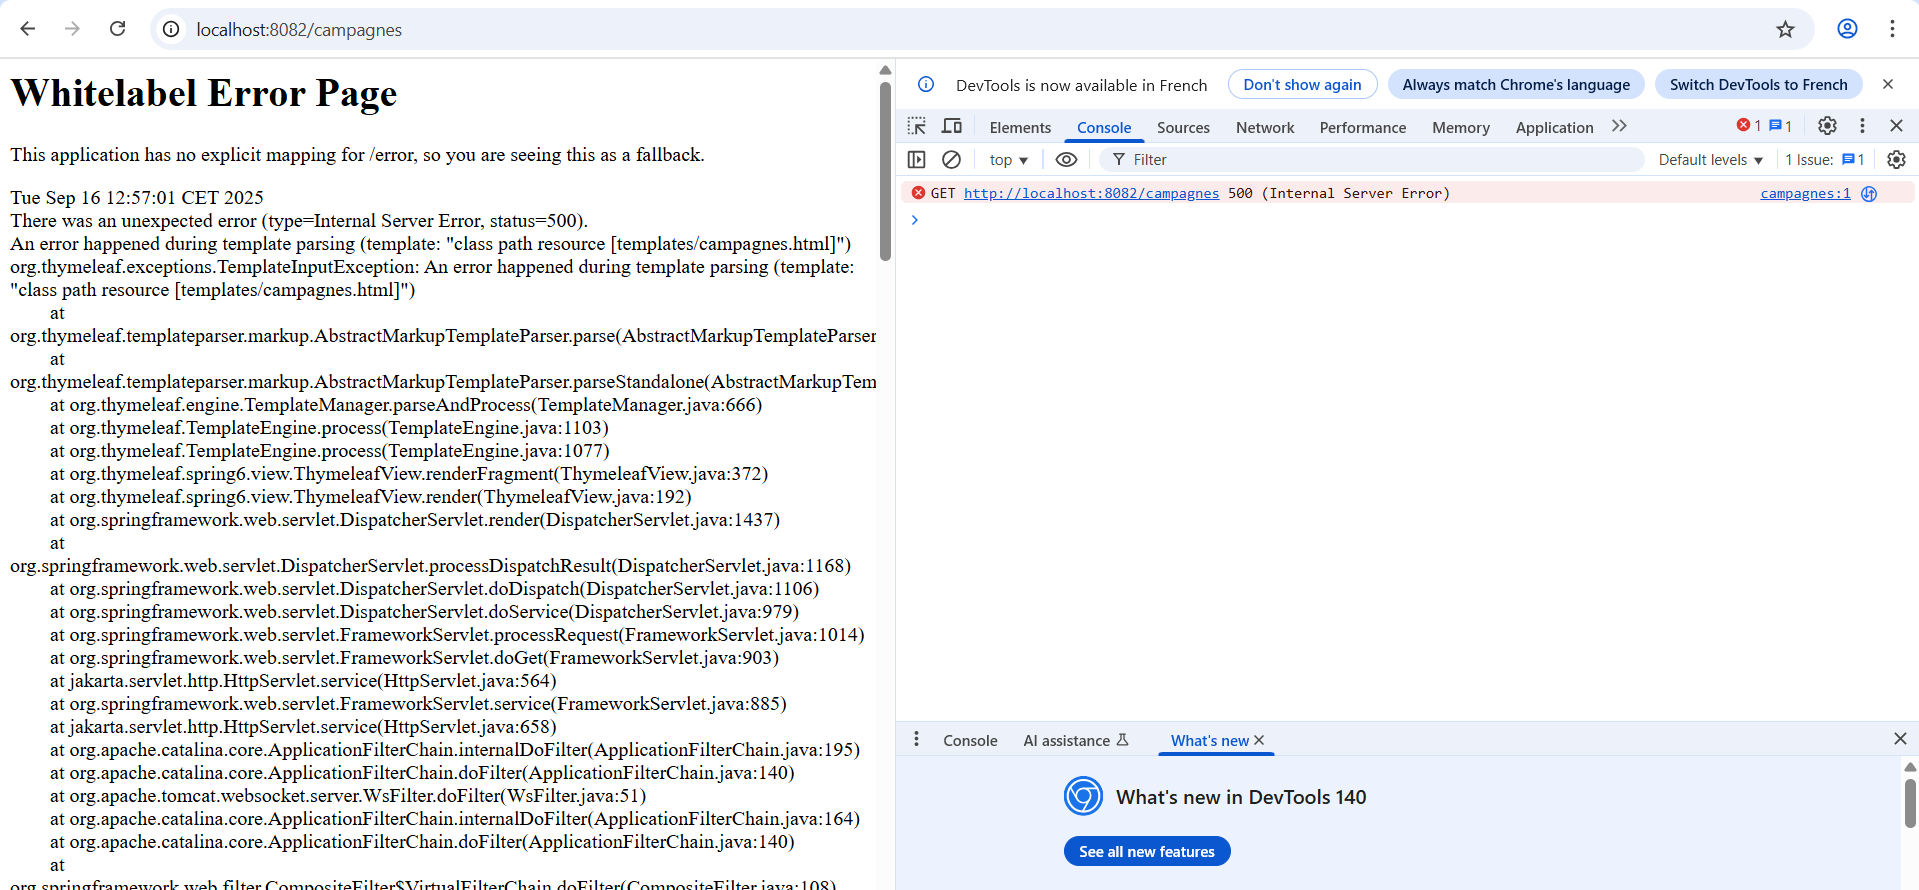 localhost:8082/campagnes
Whitelabel Error Page
This application has no explicit mapping for /error, so you are seeing this as a fallback.
Tue Sep 16 12:57:01 CET 2025
There was an unexpected error (type=Internal Server Error, status=500).
An error happened during template parsing (template: "class path resource [templates/campagnes.html]")
org.thymeleaf.exceptions.TemplateInputException: An error happened during template parsing (template:
"class path resource [templates/campagnes.html]")
at
org.thymeleaf.templateparser.markup.AbstractMarkupTemplateParser.parse(AbstractMarkupTemplateParser
at
org.thymeleaf.templateparser.markup.AbstractMarkupTemplateParser.parseStandalone(AbstractMarkupTem
at org.thymeleaf.engine.TemplateManager.parseAndProcess(TemplateManager.java:666)
at org.thymeleaf.TemplateEngine.process(TemplateEngine.java:1103)
at org.thymeleaf.TemplateEngine.process(TemplateEngine.java:1077)
at org.thymeleaf.spring6.view.ThymeleafView.renderFragment(ThymeleafView.java:372)
at org.thymeleaf.spring6.view.ThymeleafView.render(ThymeleafView.java:192)
at org.springframework.web.servlet.DispatcherServlet.render(DispatcherServlet.java:1437)
at
org.springframework.web.servlet.DispatcherServlet.processDispatchResult(DispatcherServlet.java:1168)
at org.springframework.web.servlet.DispatcherServlet.doDispatch(DispatcherServlet.java:1106)
at org.springframework.web.servlet.DispatcherServlet.doService(DispatcherServlet.java:979)
at org.springframework.web.servlet.FrameworkServlet.processRequest(FrameworkServlet.java:1014)
at org.springframework.web.servlet.FrameworkServlet.doGet(FrameworkServlet.java:903)
at jakarta.servlet.http.HttpServlet.service(HttpServlet.java:564)
at org.springframework.web.servlet.FrameworkServlet.service(FrameworkServlet.java:885)
at jakarta.servlet.http.HttpServlet.service(HttpServlet.java:658)
at org.apache.catalina.core.ApplicationFilterChain.internalDoFilter(ApplicationFilterChain.java:195)
at org.apache.catalina.core.ApplicationFilterChain.doFilter(ApplicationFilterChain.java:140)
at org.apache.tomcat.websocket.server.WsFilter.doFilter(WsFilter.java:51)
at org.apache.catalina.core.ApplicationFilterChain.internalDoFilter(ApplicationFilterChain.java:164)
at org.apache.catalina.core.ApplicationFilterChain.doFilter(ApplicationFilterChain.java:140)
at
org.springframework.web.filter.CompositeFilter$VirtualFilterChain.doFilter(CompositeFilter.java:108)
DevTools is now available in French Don't show again Always match Chrome's language Switch DevTools to French
Elements Console Sources Network Performance Memory Application 1 1
top Filter Default levels 1 Issue: 1
GET http://localhost:8082/campagnes 500 (Internal Server Error) campagnes:1
Console AI assistance What's new
What's new in DevTools 140
See all new features